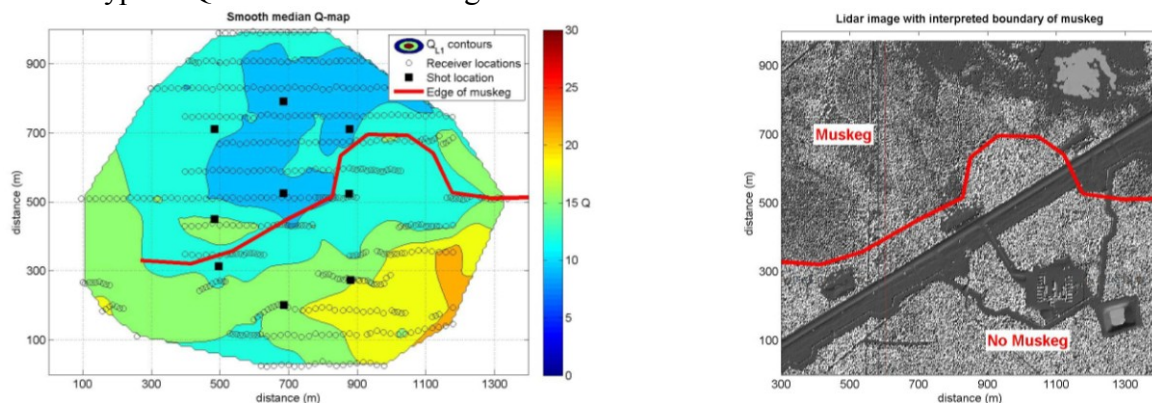 Smooth median Q-map
Q_L1 contours
Receiver locations
Shot location
Edge of muskeg
900
700
500
300
100
distance (m)
100 300 500 700 900 1100 1300
distance (m)
30
25
20
15 Q
10
5
0
Lidar image with interpreted boundary of muskeg
Muskeg
No Muskeg
900
700
500
300
100
distance (m)
300 500 700 900 1100 1300
distance (m)